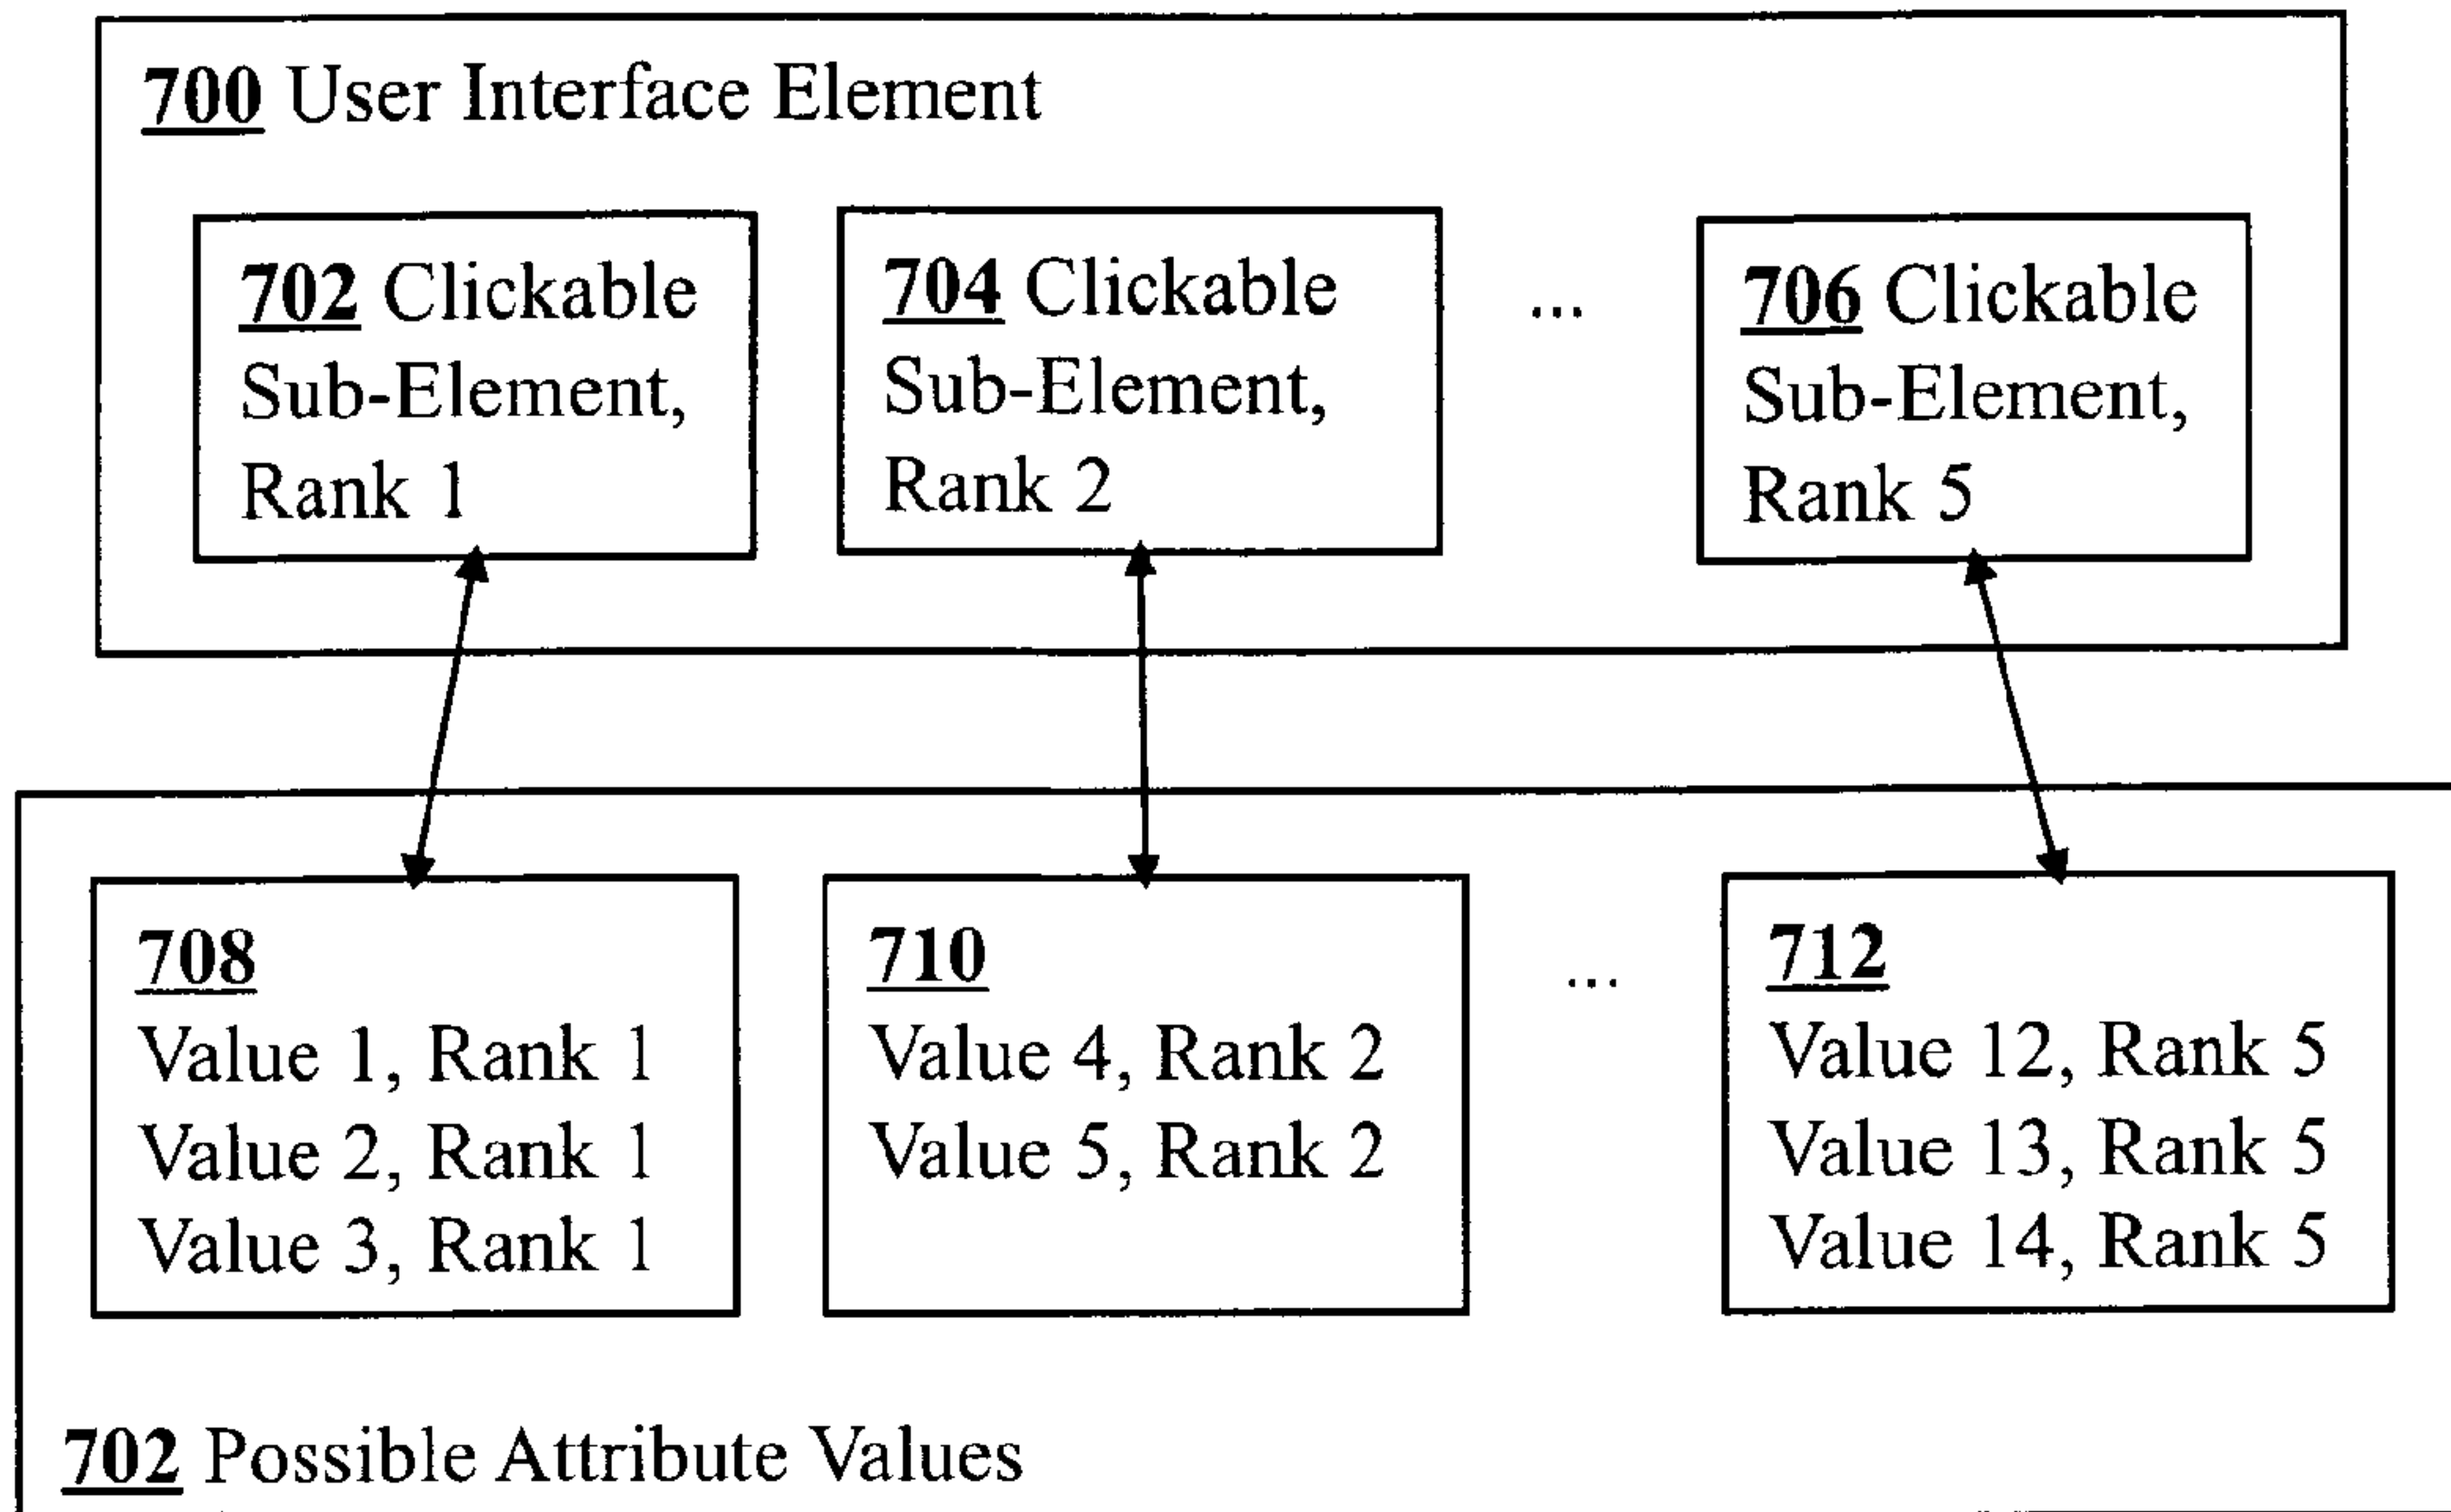 700 User Interface Element
702 Clickable
Sub-Element,
Rank 1
704 Clickable
Sub-Element,
Rank 2
...
706 Clickable
Sub-Element,
Rank 5
708
Value 1, Rank 1
Value 2, Rank 1
Value 3, Rank 1
710
Value 4, Rank 2
Value 5, Rank 2
...
712
Value 12, Rank 5
Value 13, Rank 5
Value 14, Rank 5
702 Possible Attribute Values